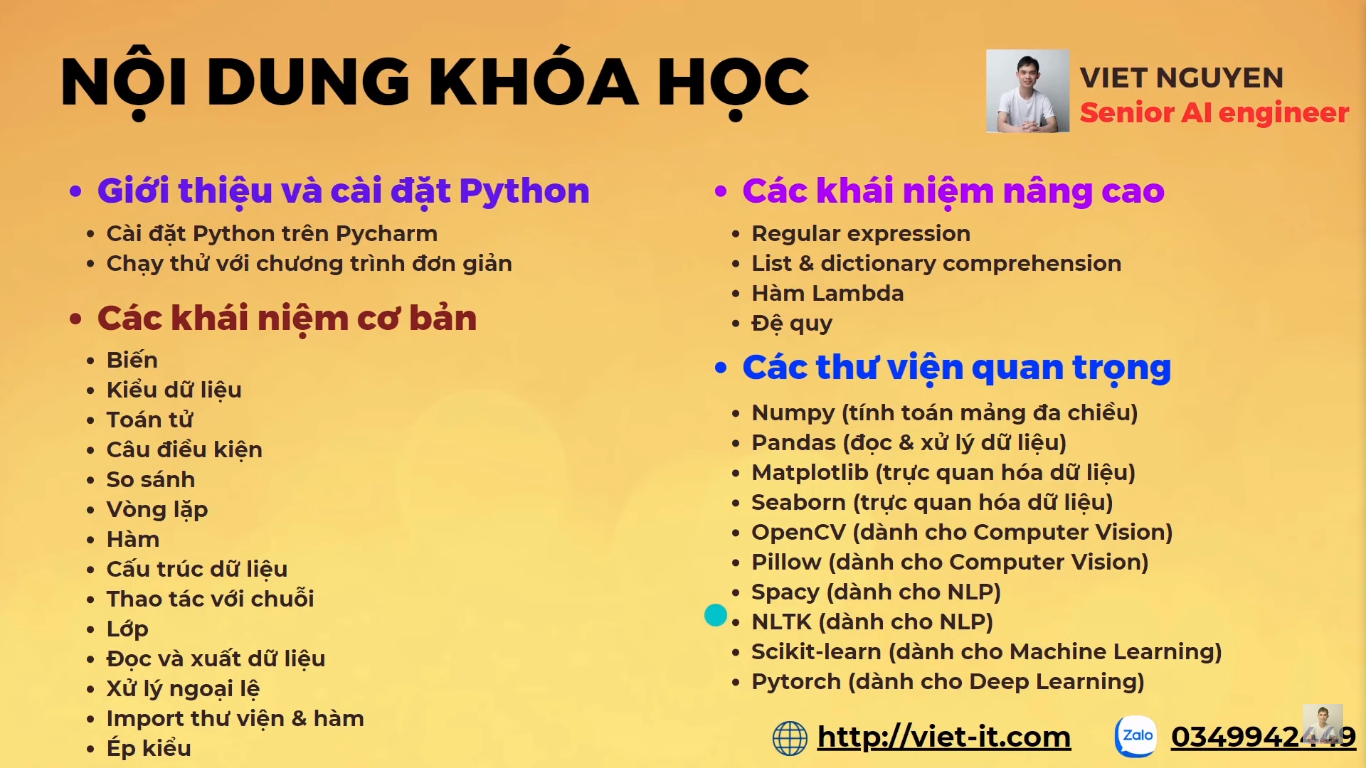 NỘI DUNG KHÓA HỌC
VIET NGUYEN
Senior AI engineer
Giới thiệu và cài đặt Python
Cài đặt Python trên Pycharm
Chạy thử với chương trình đơn giản
Các khái niệm cơ bản
Biến
Kiểu dữ liệu
Toán tử
Câu điều kiện
So sánh
Vòng lặp
Hàm
Cấu trúc dữ liệu
Thao tác với chuỗi
Lớp
Đọc và xuất dữ liệu
Xử lý ngoại lệ
Import thư viện & hàm
Ép kiểu
Các khái niệm nâng cao
Regular expression
List & dictionary comprehension
Hàm Lambda
Đệ quy
Các thư viện quan trọng
Numpy (tính toán mảng đa chiều)
Pandas (đọc & xử lý dữ liệu)
Matplotlib (trực quan hóa dữ liệu)
Seaborn (trực quan hóa dữ liệu)
OpenCV (dành cho Computer Vision)
Pillow (dành cho Computer Vision)
Spacy (dành cho NLP)
NLTK (dành cho NLP)
Scikit-learn (dành cho Machine Learning)
Pytorch (dành cho Deep Learning)
http://viet-it.com
Zalo
0349942449